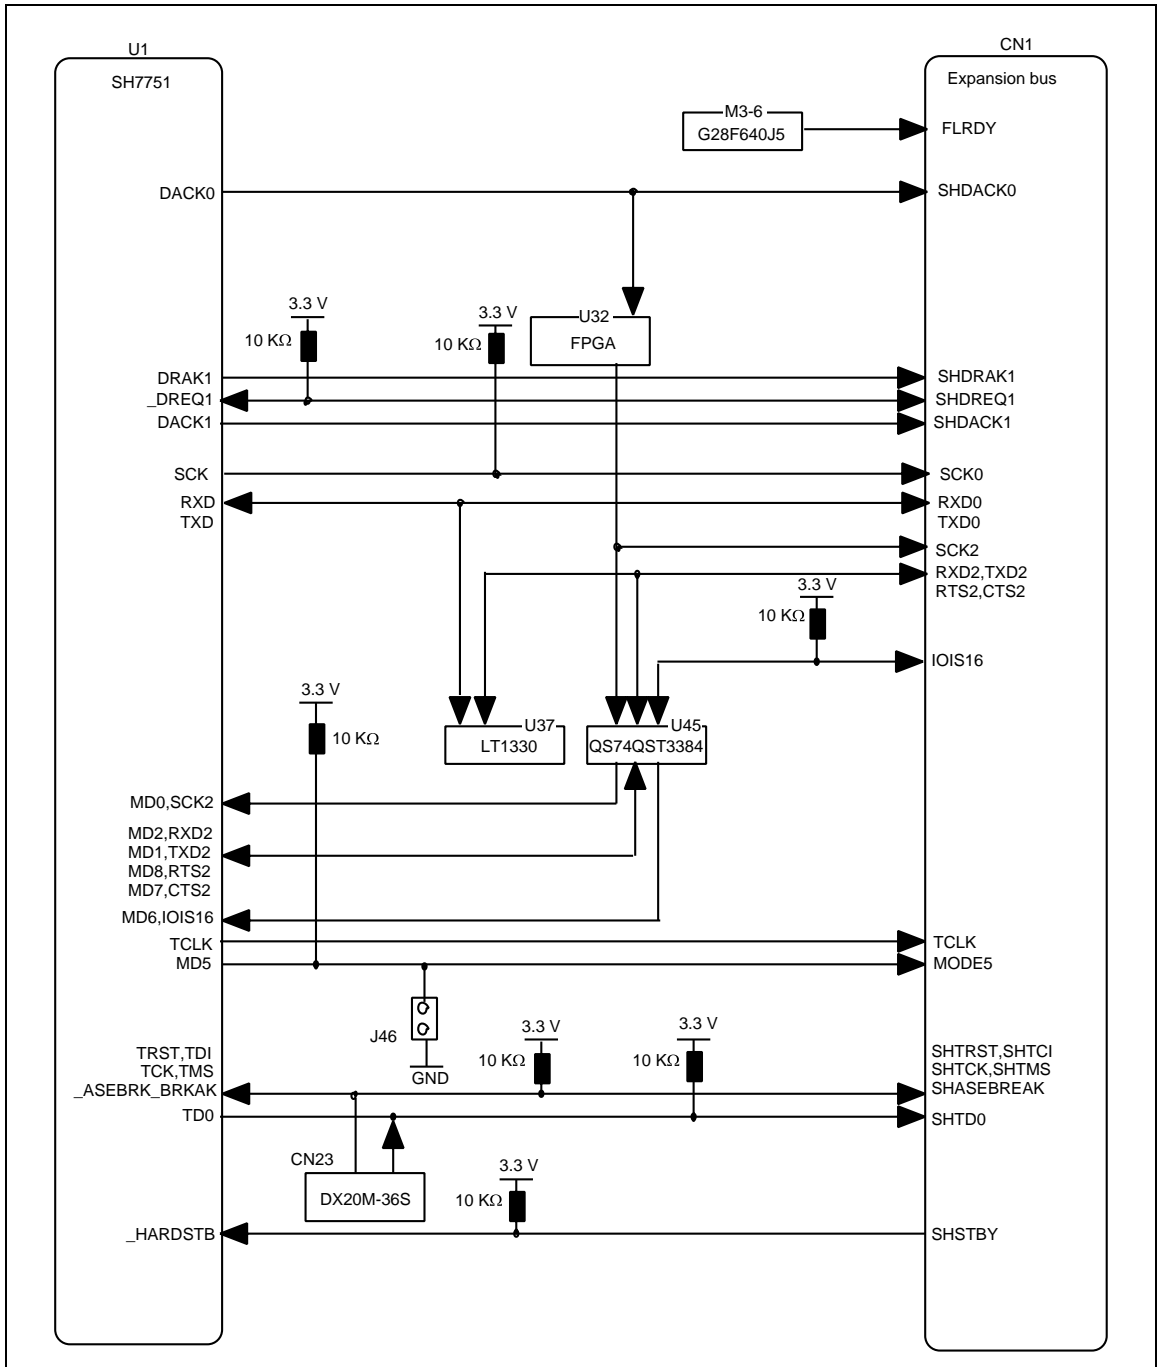 U1
CN1
SH7751
Expansion bus
M3-6
G28F640J5
FLRDY
DACK0
SHDACK0
3.3 V
10 KΩ
3.3 V
10 KΩ
U32
FPGA
DRAK1
SHDRAK1
_DREQ1
SHDREQ1
DACK1
SHDACK1
SCK
SCK0
RXD
RXD0
TXD
TXD0
SCK2
RXD2,TXD2
RTS2,CTS2
3.3 V
10 KΩ
IOIS16
3.3 V
10 KΩ
U37
LT1330
U45
QS74QST3384
MD0,SCK2
MD2,RXD2
MD1,TXD2
MD8,RTS2
MD7,CTS2
MD6,IOIS16
TCLK
TCLK
MD5
MODE5
J46
GND
3.3 V
10 KΩ
3.3 V
10 KΩ
TRST,TDI
TCK,TMS
_ASEBRK_BRKAK
SHTRST,SHTCI
SHTCK,SHTMS
SHASEBREAK
TD0
SHTD0
CN23
DX20M-36S
3.3 V
10 KΩ
_HARDSTB
SHSTBY